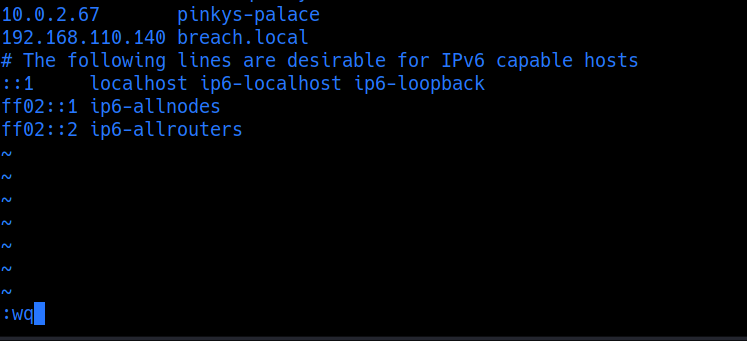 10.0.2.67       pinkys-palace
192.168.110.140 breach.local
# The following lines are desirable for IPv6 capable hosts
::1     localhost ip6-localhost ip6-loopback
ff02::1 ip6-allnodes
ff02::2 ip6-allrouters
~
~
~
~
~
~
~
:wq